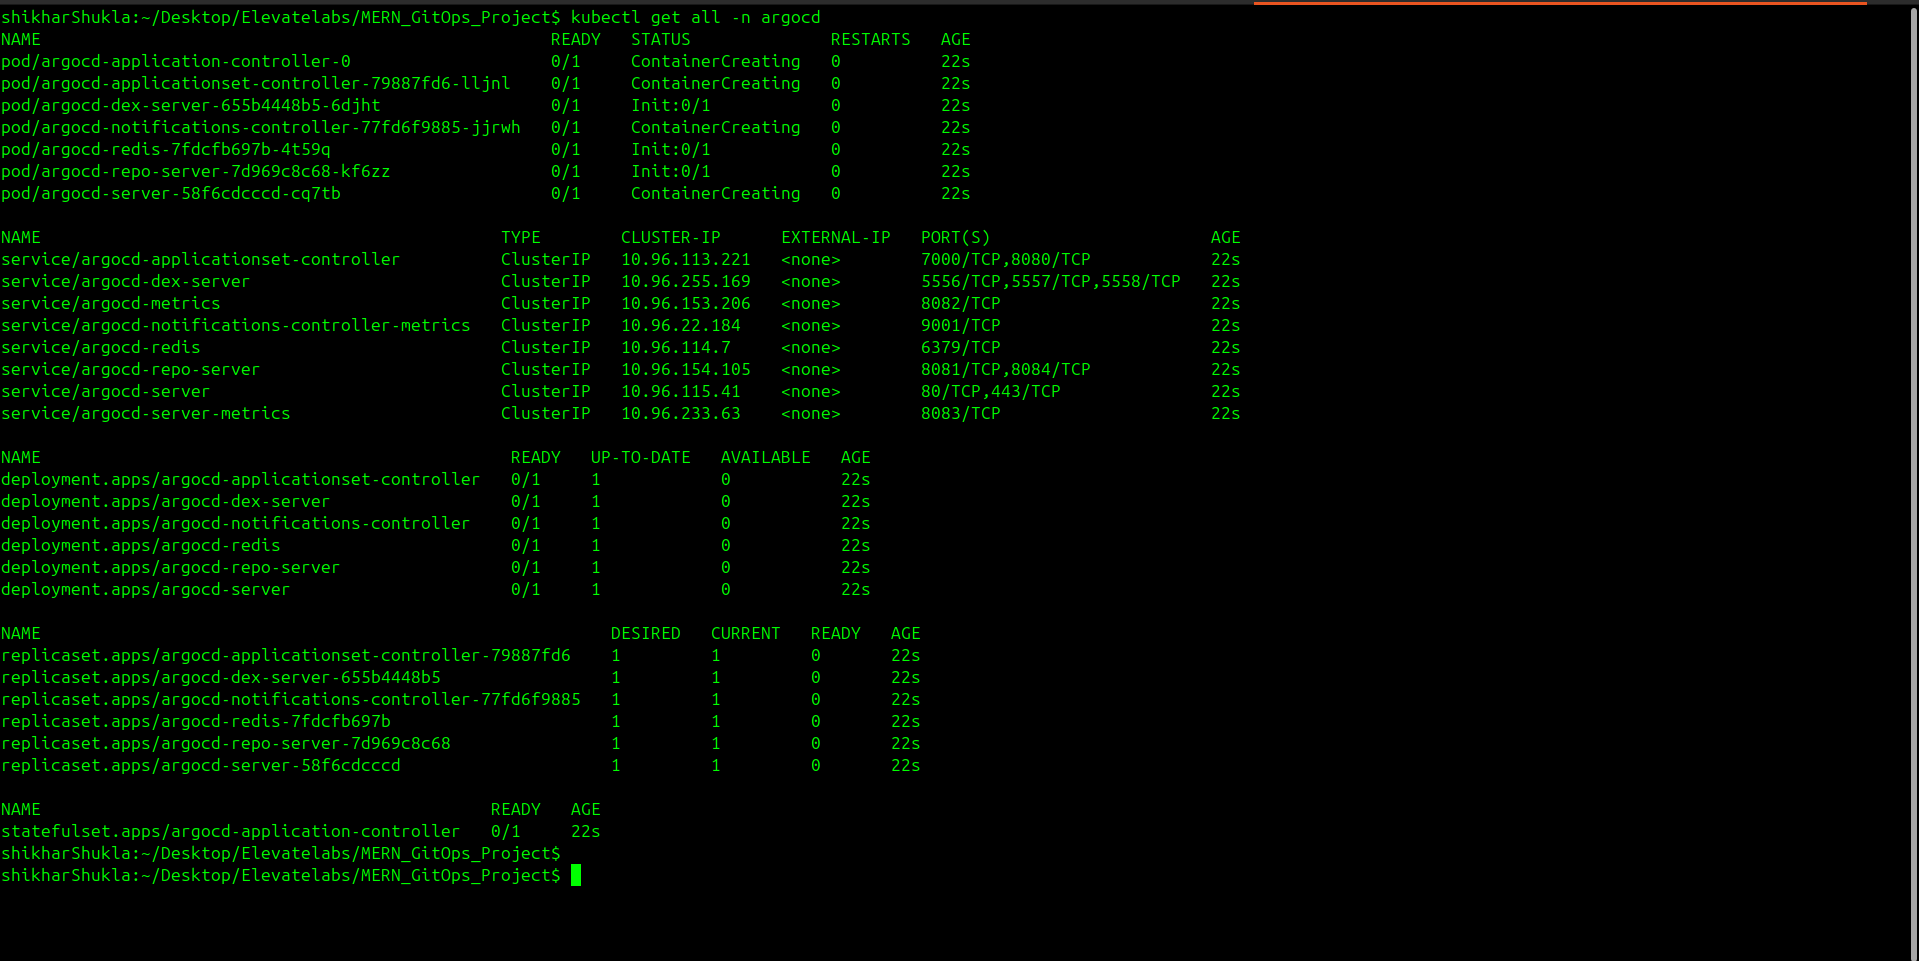 shikharShukla:~/Desktop/Elevatelabs/MERN_GitOps_Project$ kubectl get all -n argocd
NAME READY STATUS RESTARTS AGE
pod/argocd-application-controller-0 0/1 ContainerCreating 0 22s
pod/argocd-applicationset-controller-79887fd6-lljnl 0/1 ContainerCreating 0 22s
pod/argocd-dex-server-655b4448b5-6djht 0/1 Init:0/1 0 22s
pod/argocd-notifications-controller-77fd6f9885-jjrwh 0/1 ContainerCreating 0 22s
pod/argocd-redis-7fdcfb697b-4t59q 0/1 Init:0/1 0 22s
pod/argocd-repo-server-7d969c8c68-kf6zz 0/1 Init:0/1 0 22s
pod/argocd-server-58f6cdcccd-cq7tb 0/1 ContainerCreating 0 22s
NAME TYPE CLUSTER-IP EXTERNAL-IP PORT(S) AGE
service/argocd-applicationset-controller ClusterIP 10.96.113.221 <none> 7000/TCP,8080/TCP 22s
service/argocd-dex-server ClusterIP 10.96.255.169 <none> 5556/TCP,5557/TCP,5558/TCP 22s
service/argocd-metrics ClusterIP 10.96.153.206 <none> 8082/TCP 22s
service/argocd-notifications-controller-metrics ClusterIP 10.96.22.184 <none> 9001/TCP 22s
service/argocd-redis ClusterIP 10.96.114.7 <none> 6379/TCP 22s
service/argocd-repo-server ClusterIP 10.96.154.105 <none> 8081/TCP,8084/TCP 22s
service/argocd-server ClusterIP 10.96.115.41 <none> 80/TCP,443/TCP 22s
service/argocd-server-metrics ClusterIP 10.96.233.63 <none> 8083/TCP 22s
NAME READY UP-TO-DATE AVAILABLE AGE
deployment.apps/argocd-applicationset-controller 0/1 1 0 22s
deployment.apps/argocd-dex-server 0/1 1 0 22s
deployment.apps/argocd-notifications-controller 0/1 1 0 22s
deployment.apps/argocd-redis 0/1 1 0 22s
deployment.apps/argocd-repo-server 0/1 1 0 22s
deployment.apps/argocd-server 0/1 1 0 22s
NAME DESIRED CURRENT READY AGE
replicaset.apps/argocd-applicationset-controller-79887fd6 1 1 0 22s
replicaset.apps/argocd-dex-server-655b4448b5 1 1 0 22s
replicaset.apps/argocd-notifications-controller-77fd6f9885 1 1 0 22s
replicaset.apps/argocd-redis-7fdcfb697b 1 1 0 22s
replicaset.apps/argocd-repo-server-7d969c8c68 1 1 0 22s
replicaset.apps/argocd-server-58f6cdcccd 1 1 0 22s
NAME READY AGE
statefulset.apps/argocd-application-controller 0/1 22s
shikharShukla:~/Desktop/Elevatelabs/MERN_GitOps_Project$
shikharShukla:~/Desktop/Elevatelabs/MERN_GitOps_Project$